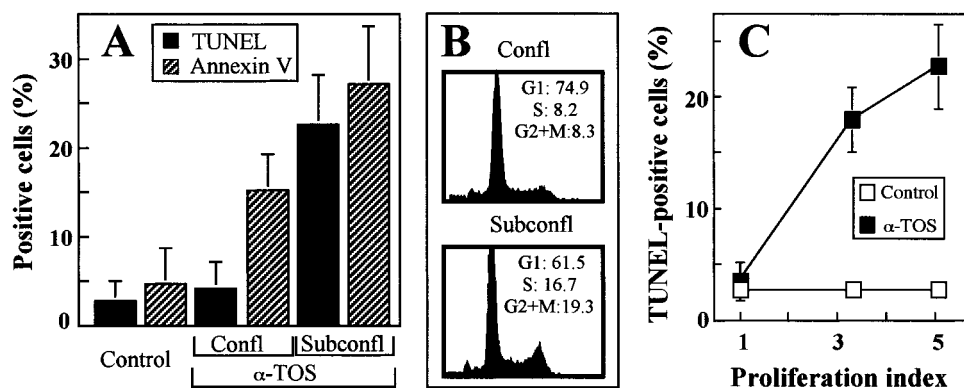 A
TUNEL
Annexin V
Positive cells (%)
30
20
10
0
Control
Confl
Subconfl
α-TOS
B
Confl
G1: 74.9
S: 8.2
G2+M:8.3
Subconfl
G1: 61.5
S: 16.7
G2+M:19.3
C
TUNEL-positive cells (%)
20
10
0
Control
α-TOS
1
3
5
Proliferation index